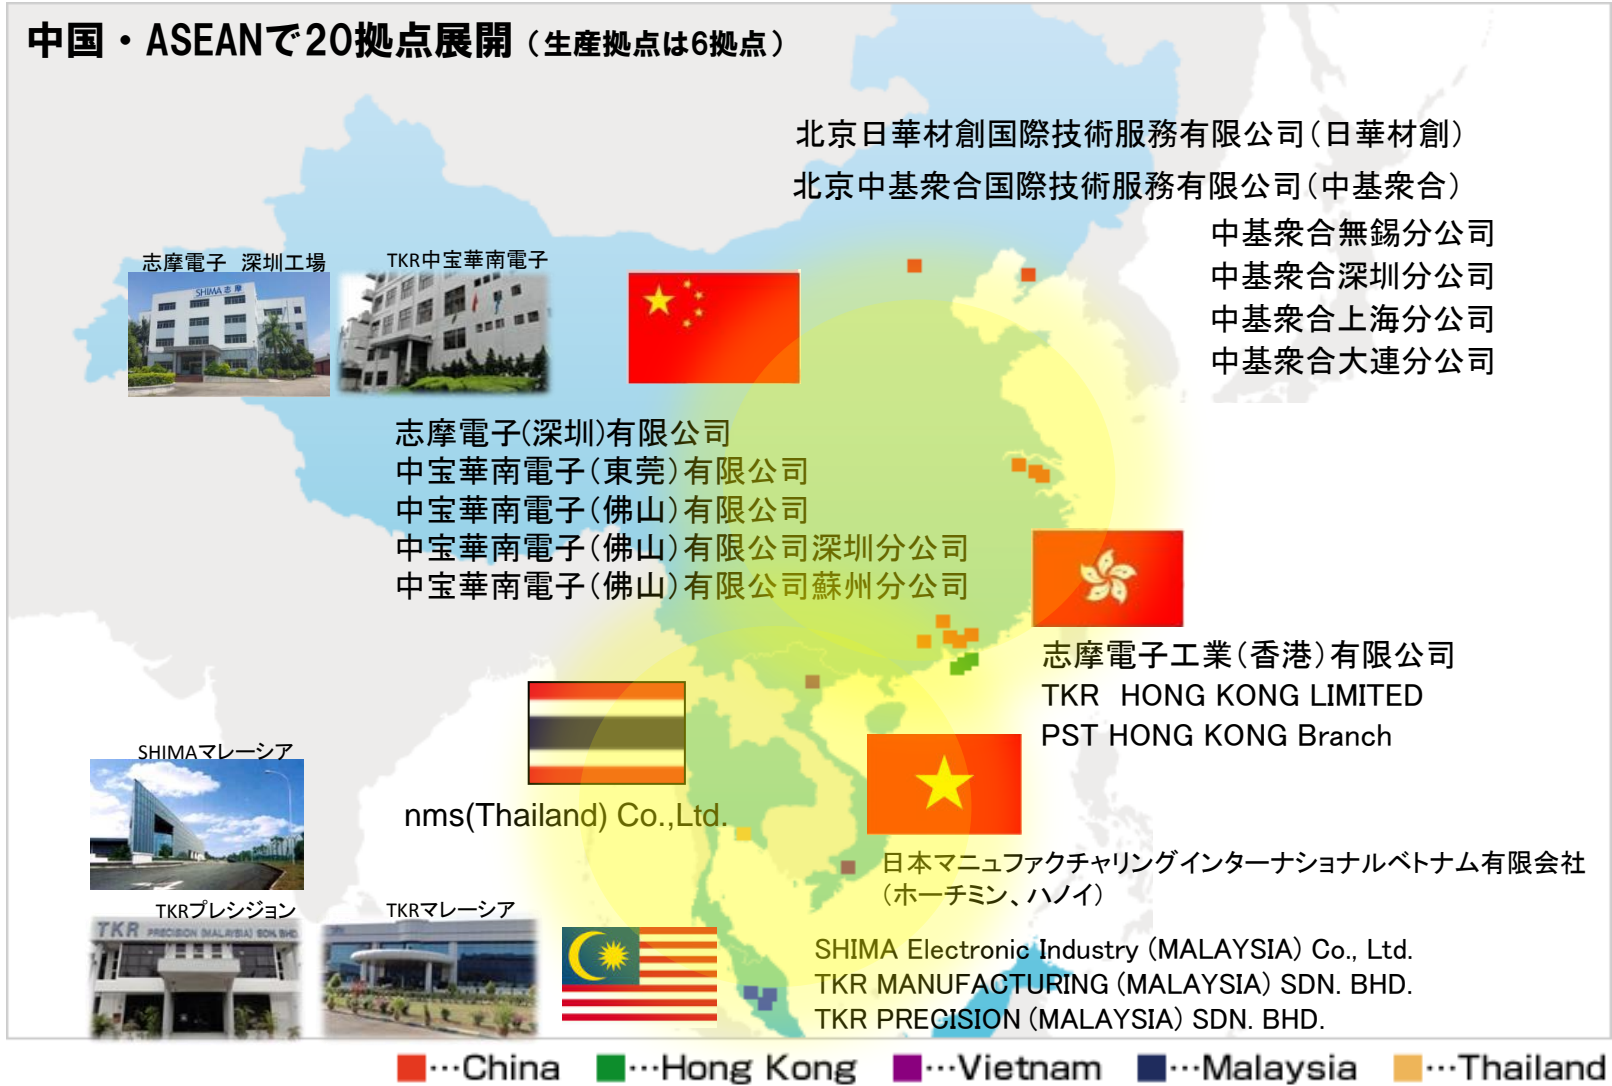 中国・ASEANで20拠点展開（生産拠点は6拠点）
北京日華材創国際技術服務有限公司（日華材創）
北京中基衆合国際技術服務有限公司（中基衆合）
中基衆合無錫分公司
中基衆合深圳分公司
中基衆合上海分公司
中基衆合大連分公司
志摩電子　深圳工場
TKR中宝華南電子
SHIMA 志摩
志摩電子(深圳)有限公司
中宝華南電子（東莞）有限公司
中宝華南電子（佛山）有限公司
中宝華南電子（佛山）有限公司深圳分公司
中宝華南電子（佛山）有限公司蘇州分公司
志摩電子工業（香港）有限公司
TKR　HONG KONG LIMITED
PST HONG KONG Branch
nms(Thailand) Co.,Ltd.
SHIMAマレーシア
日本マニュファクチャリングインターナショナルベトナム有限会社
（ホーチミン、ハノイ）
TKRプレシジョン
TKRマレーシア
TKR PRECISION (MALAYSIA) SDN. BHD.
SHIMA Electronic Industry (MALAYSIA) Co., Ltd.
TKR MANUFACTURING (MALAYSIA) SDN. BHD.
TKR PRECISION (MALAYSIA) SDN. BHD.
…China …Hong Kong …Vietnam …Malaysia …Thailand